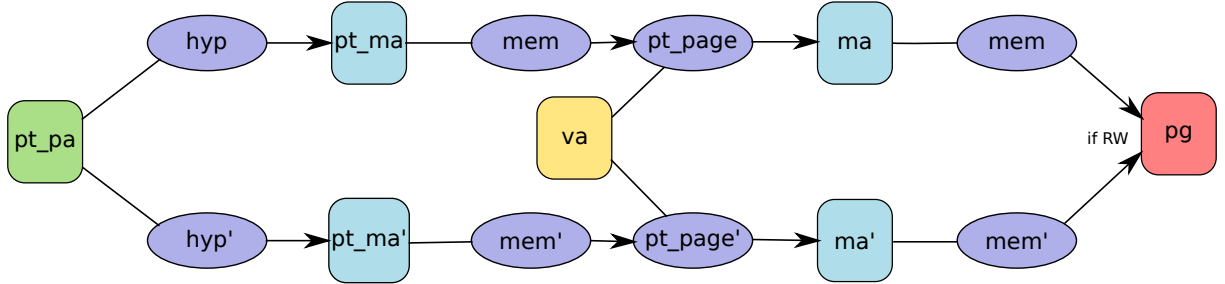 hyp
pt_ma
mem
pt_page
ma
mem
pt_pa
va
if RW
pg
hyp'
pt_ma'
mem'
pt_page'
ma'
mem'